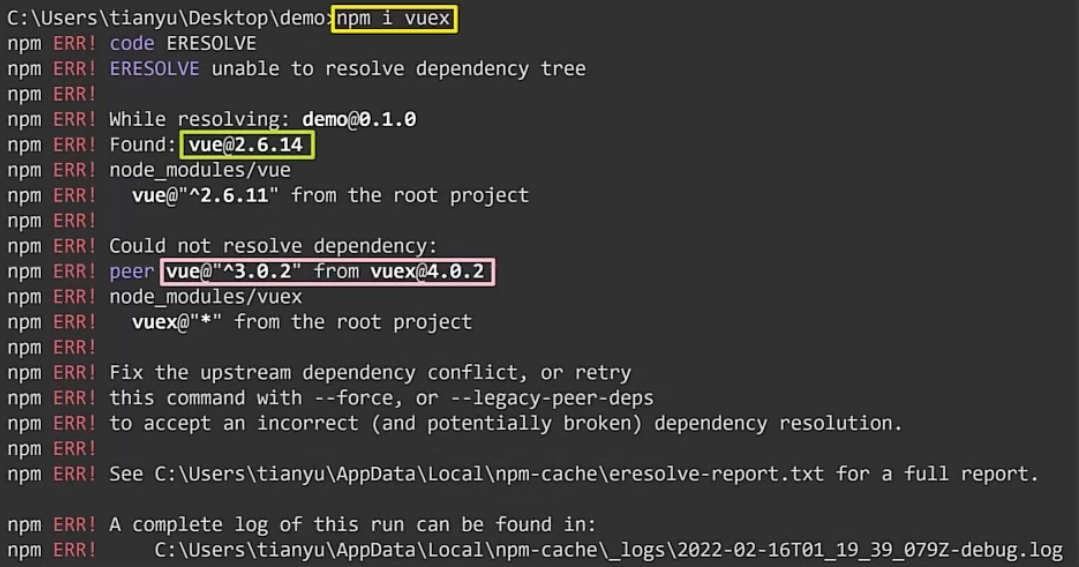 C:\Users\tianyu\Desktop\demo>npm i vuex
npm ERR! code ERESOLVE
npm ERR! ERESOLVE unable to resolve dependency tree
npm ERR!
npm ERR! While resolving: demo@0.1.0
npm ERR! Found: vue@2.6.14
npm ERR! node_modules/vue
npm ERR!   vue@"^2.6.11" from the root project
npm ERR!
npm ERR! Could not resolve dependency:
npm ERR! peer vue@"^3.0.2" from vuex@4.0.2
npm ERR! node_modules/vuex
npm ERR!   vuex@"*" from the root project
npm ERR!
npm ERR! Fix the upstream dependency conflict, or retry
npm ERR! this command with --force, or --legacy-peer-deps
npm ERR! to accept an incorrect (and potentially broken) dependency resolution.
npm ERR!
npm ERR! See C:\Users\tianyu\AppData\Local\npm-cache\eresolve-report.txt for a full report.
npm ERR! A complete log of this run can be found in:
npm ERR!     C:\Users\tianyu\AppData\Local\npm-cache\_logs\2022-02-16T01_19_39_079Z-debug.log